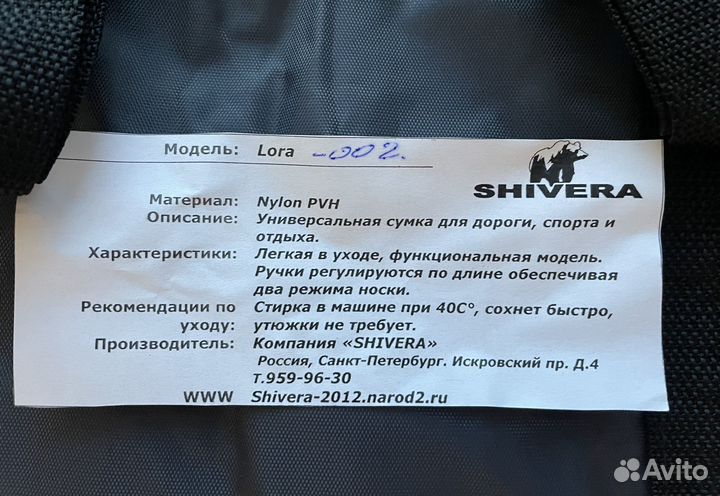 Модель: Lora -002.
SHIVERA
Материал: Nylon PVH
Описание: Универсальная сумка для дороги, спорта и
отдыха.
Характеристики: Легкая в уходе, функциональная модель.
Ручки регулируются по длине обеспечивая
два режима носки.
Рекомендации по Стирка в машине при 40С°, сохнет быстро,
уходу: утюжки не требует.
Производитель: Компания «SHIVERA»
Россия, Санкт-Петербург. Искровский пр. Д.4
Т.959-96-30
WWW Shivera-2012.narod2.ru
Avito